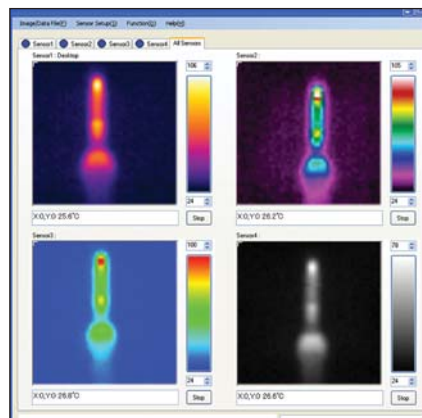 Image/Data File(F) Sensor Setup(S) Function(G) Help(H)
Sensor1 Sensor2 Sensor3 Sensor4 All Sensors
Sensor1 : Desktop
106
24
X:0,Y:0 : 25.6°C
Stop
Sensor2 :
105
24
X:0,Y:0 : 26.2°C
Stop
Sensor3 :
100
24
X:0,Y:0 : 26.8°C
Stop
Sensor4 :
78
24
X:0,Y:0 : 26.6°C
Stop